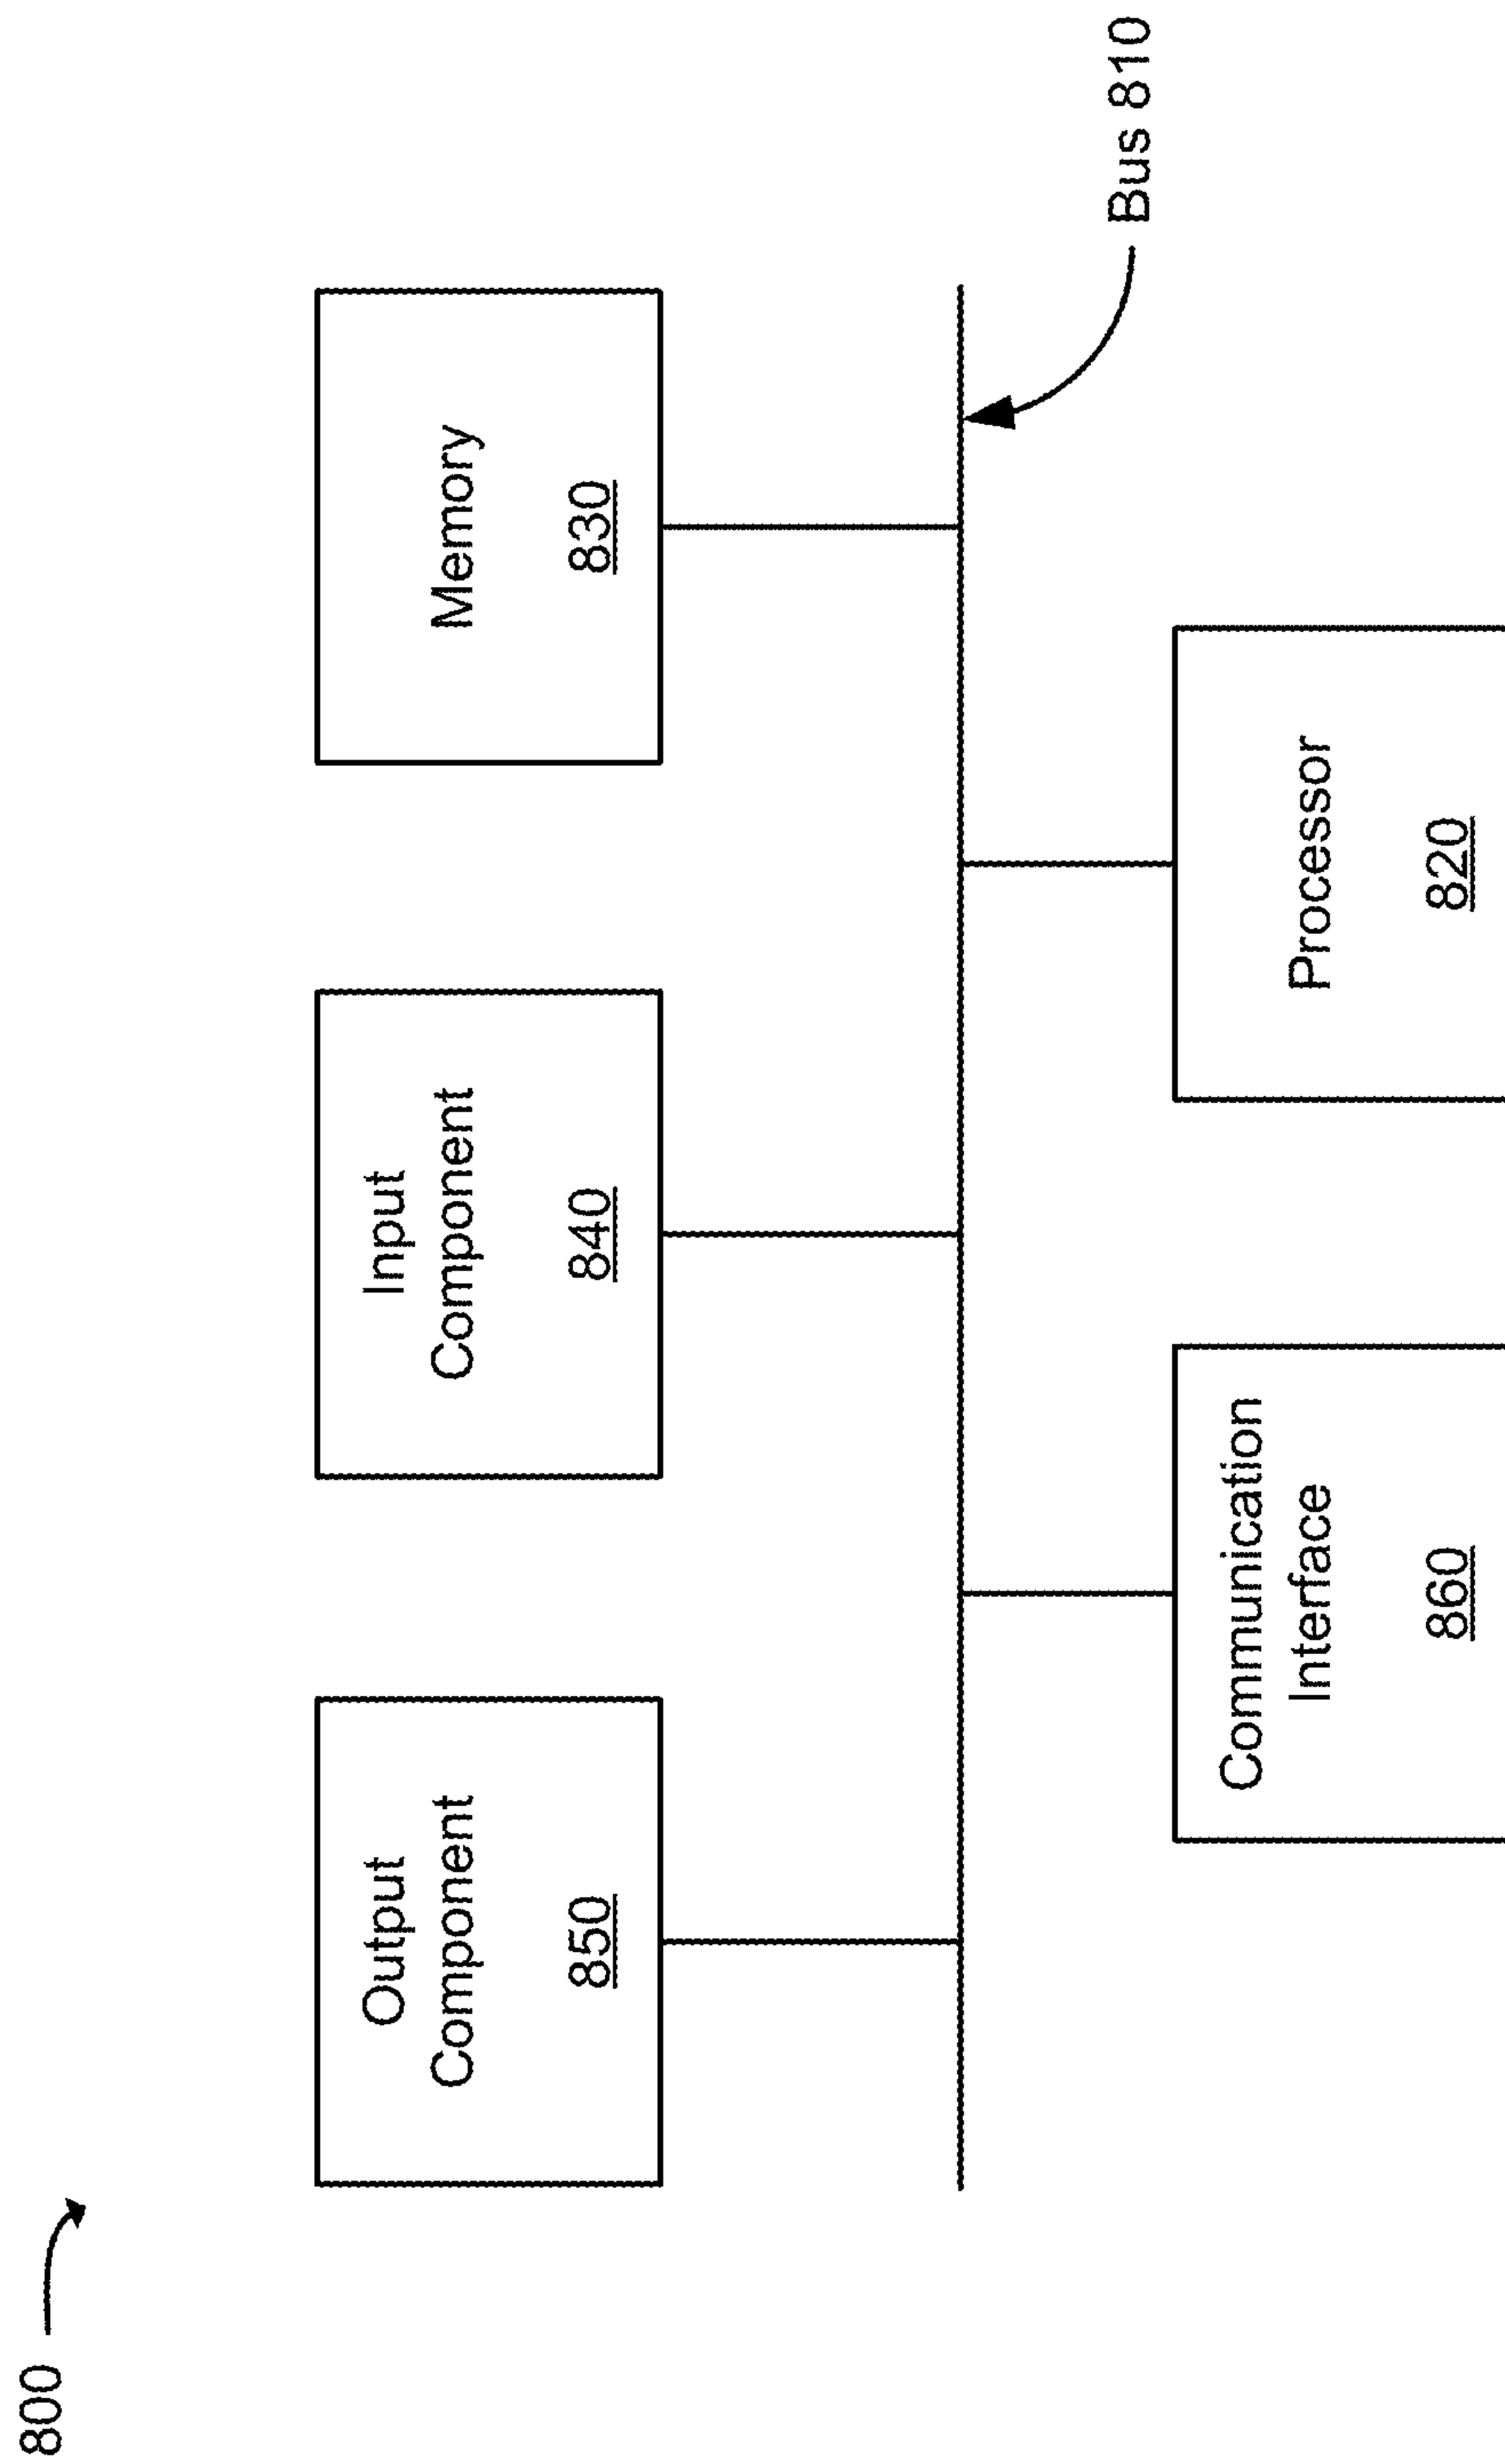 800
Output
Component
850
Input
Component
840
Memory
830
Communication
Interface
860
Processor
820
Bus 810